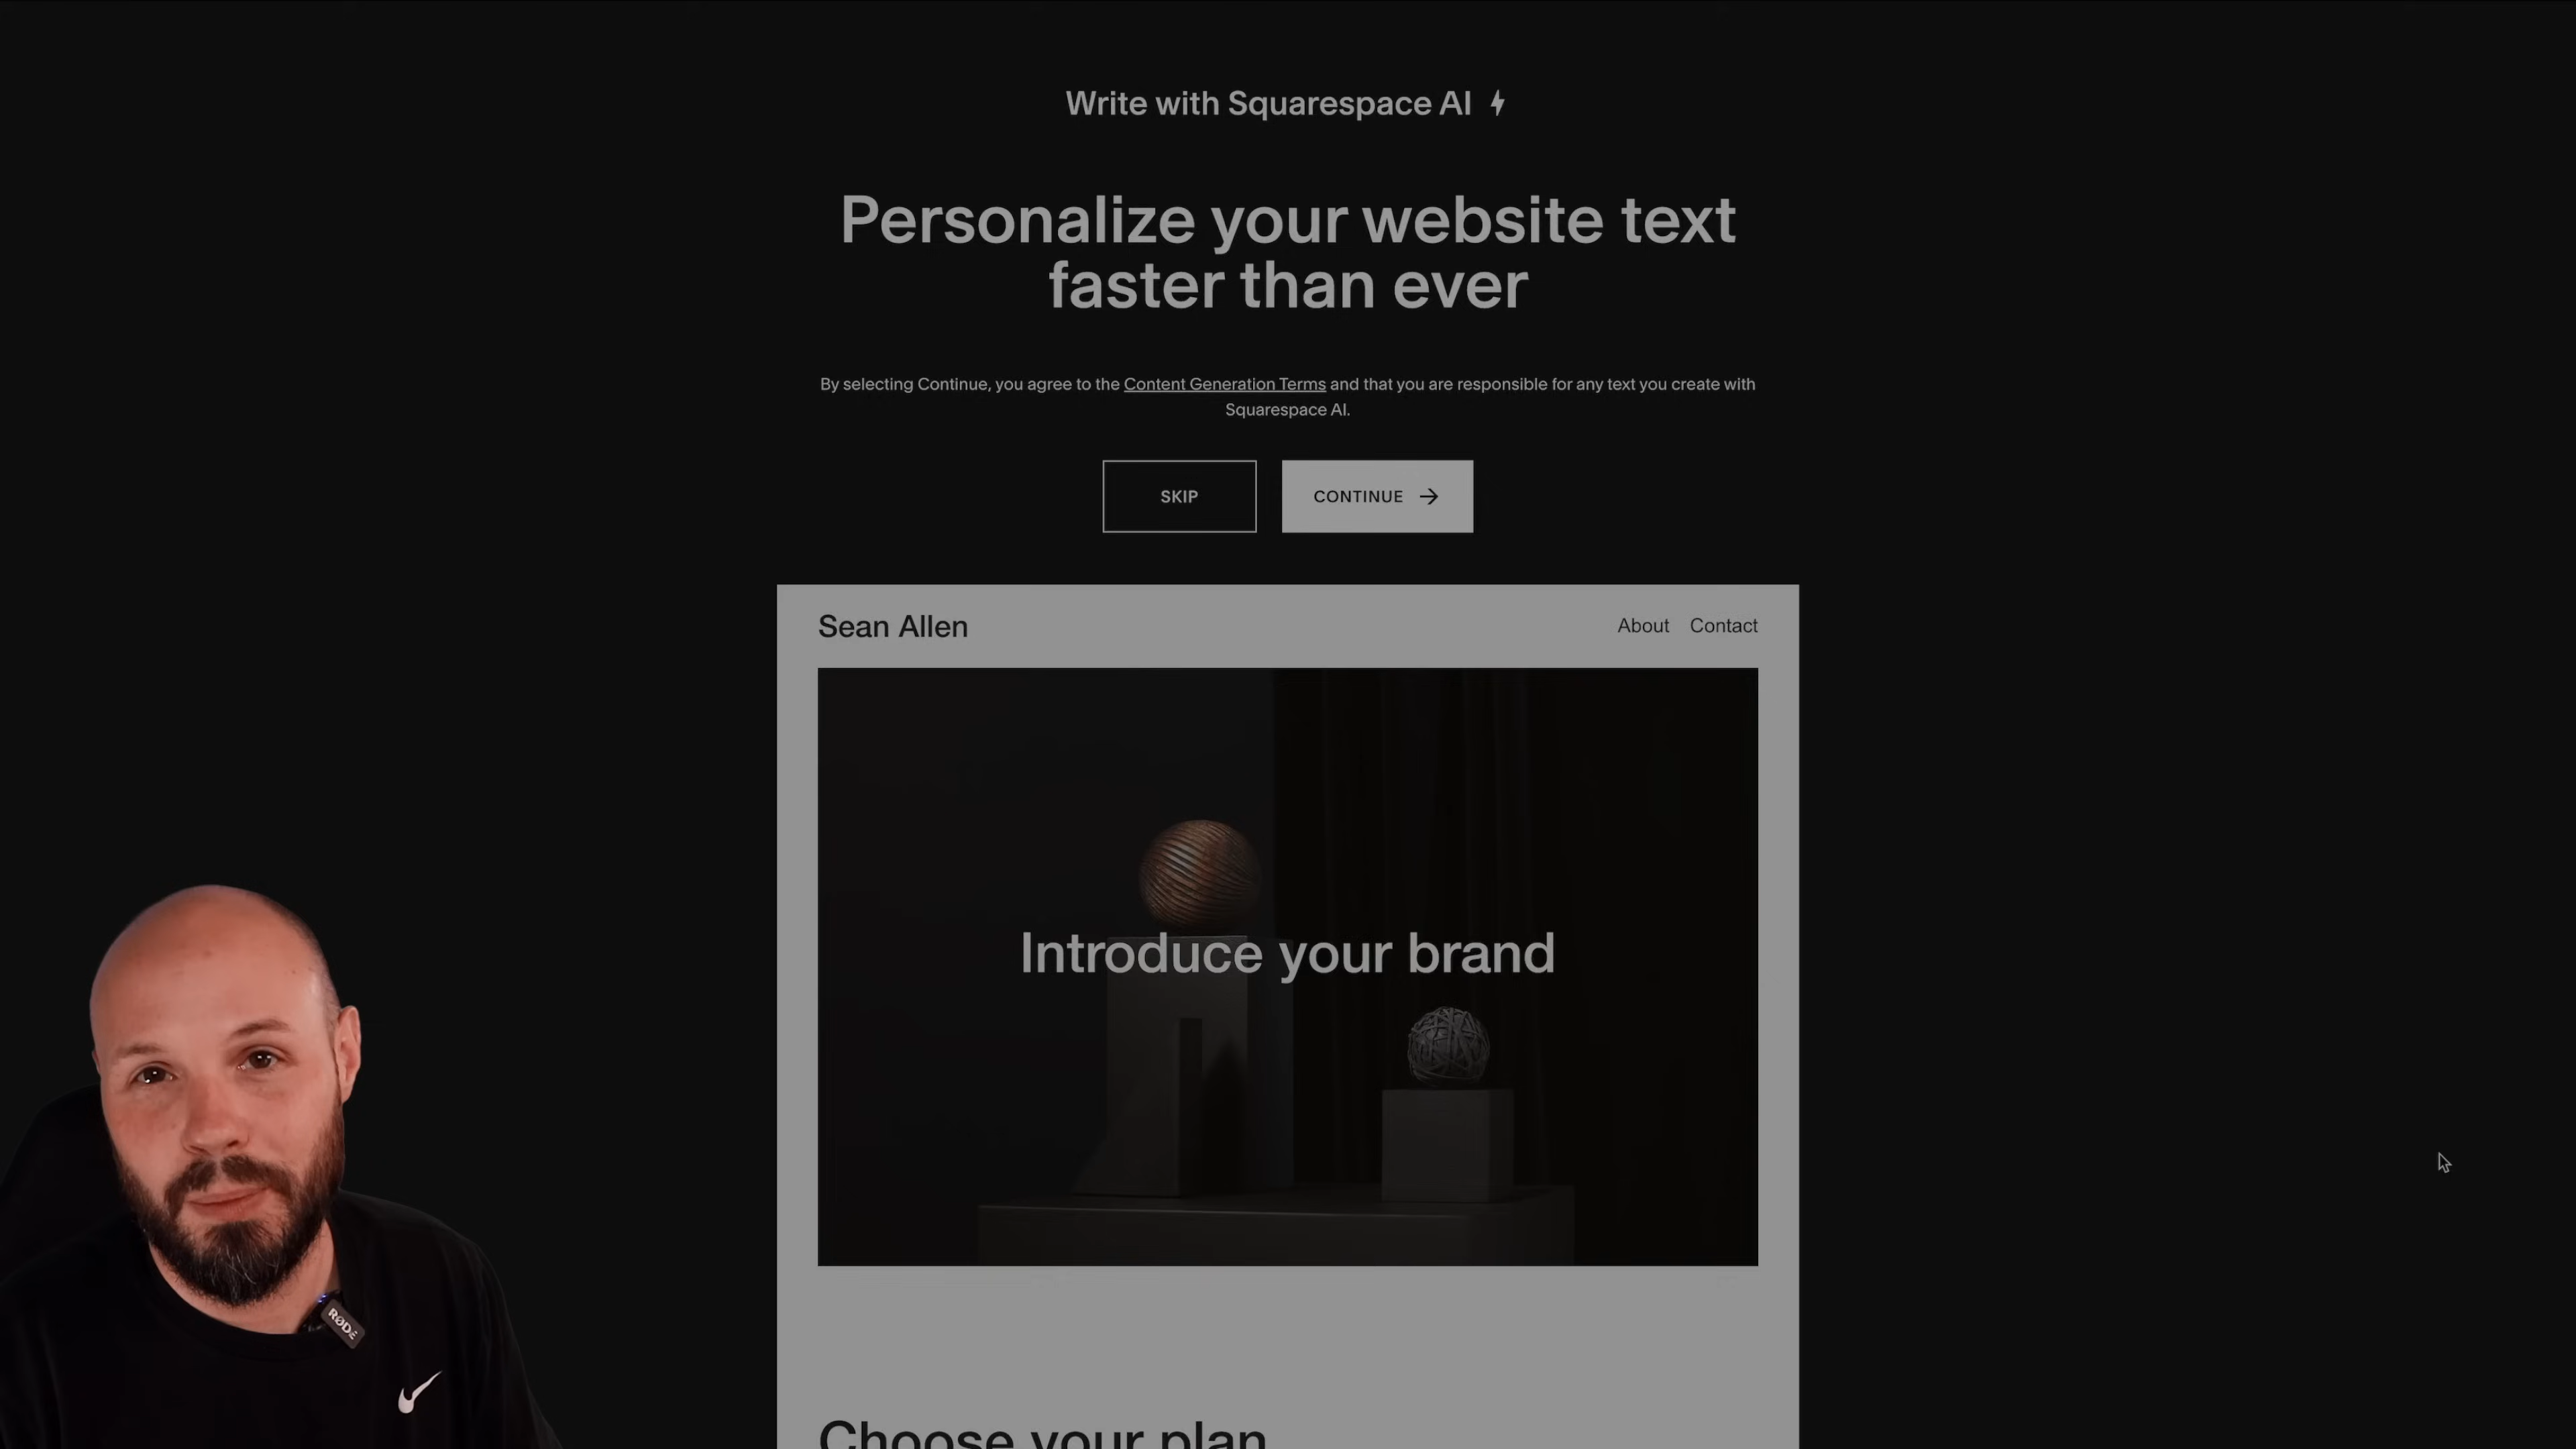 Write with Squarespace AI
Personalize your website text
faster than ever
By selecting Continue, you agree to the Content Generation Terms and that you are responsible for any text you create with
Squarespace AI.
SKIP
CONTINUE →
Sean Allen
About
Contact
Introduce your brand
RØDE
Choose your plan